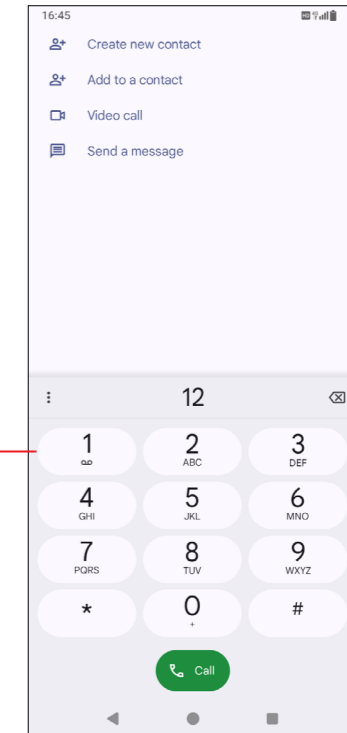 16:45
Create new contact
Add to a contact
Video call
Send a message
12
1 2 3
ABC DEF
4 5 6
GHI JKL MNO
7 8 9
PQRS TUV WXYZ
* 0 #
+
Call